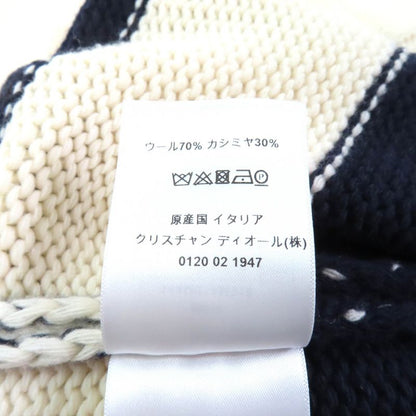 ウール70% カシミヤ30%
原産国 イタリア
クリスチャン ディオール(株)
0120 02 1947